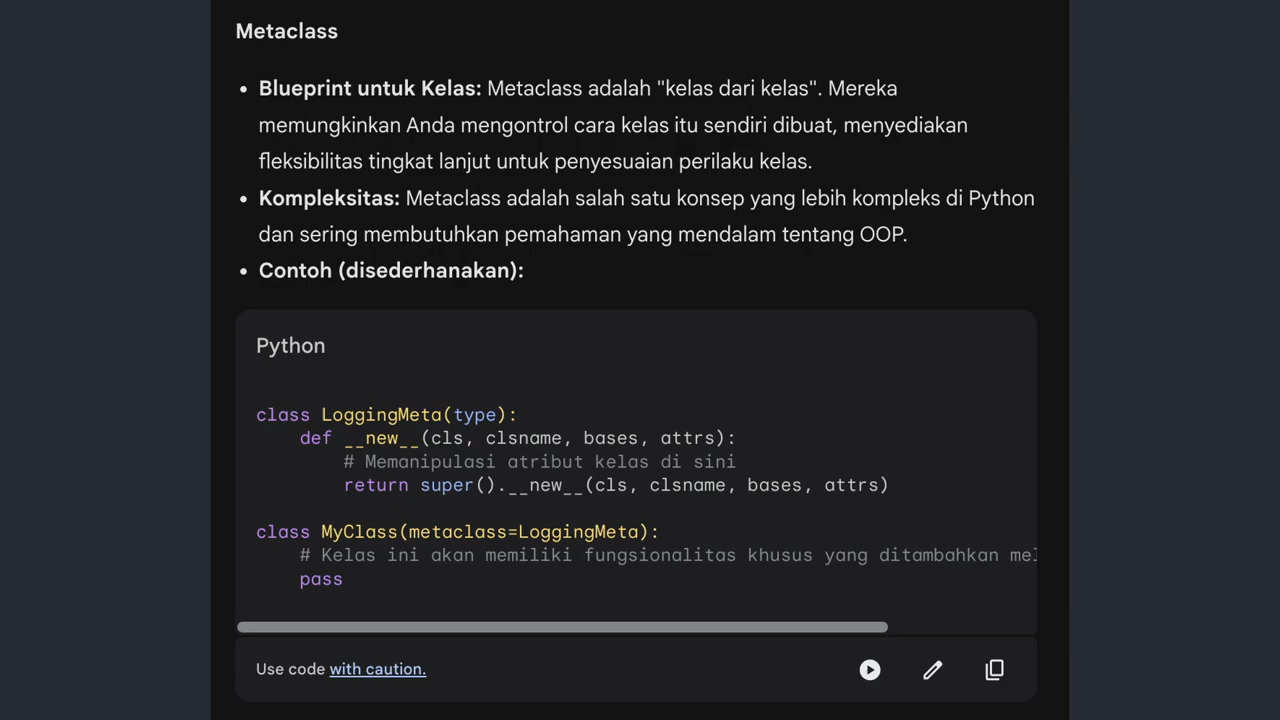 Metaclass
• Blueprint untuk Kelas: Metaclass adalah "kelas dari kelas". Mereka
memungkinkan Anda mengontrol cara kelas itu sendiri dibuat, menyediakan
fleksibilitas tingkat lanjut untuk penyesuaian perilaku kelas.
• Kompleksitas: Metaclass adalah salah satu konsep yang lebih kompleks di Python
dan sering membutuhkan pemahaman yang mendalam tentang OOP.
• Contoh (disederhanakan):
Python
class LoggingMeta(type):
    def __new__(cls, clsname, bases, attrs):
        # Memanipulasi atribut kelas di sini
        return super().__new__(cls, clsname, bases, attrs)
class MyClass(metaclass=LoggingMeta):
    # Kelas ini akan memiliki fungsionalitas khusus yang ditambahkan mel
    pass
Use code with caution.